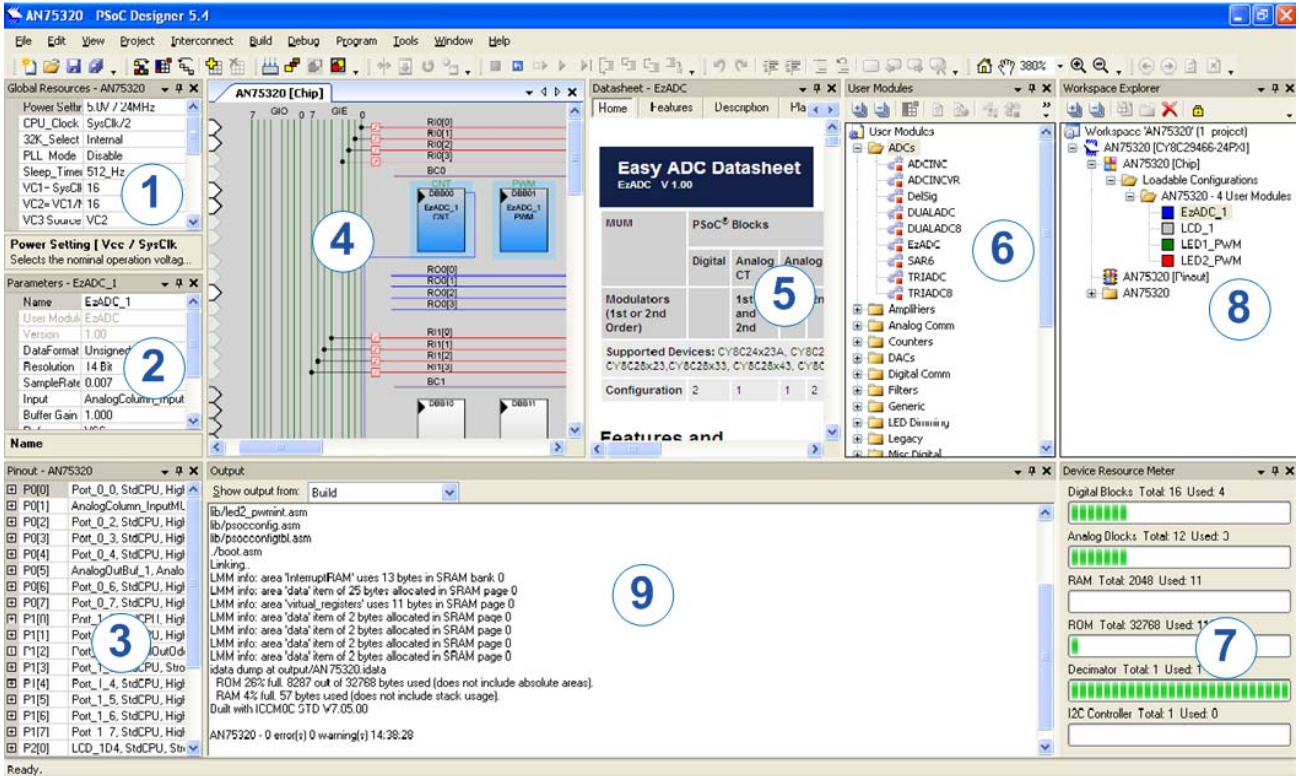 AN75320 - PSoC Designer 5.4
File Edit View Project Interconnect Build Debug Program Tools Window Help
380%
Global Resources - AN75320
Power Settir 5.0V / 24MHz
CPU_Clock SysClk/2
32K_Select Internal
PLL_Mode Disable
Sleep_Timer 512_Hz
VC1= SysClk 16
VC2= VC1/N 16
VC3 Source VC2
1
Power Setting [ Vcc / SysClk
Selects the nominal operation voltag...
Parameters - EzADC_1
Name EzADC_1
User Module EzADC
Version 1.00
DataFormat Unsigned
Resolution 14 Bit
SampleRate 0.007
Input AnalogColumn_Input
Buffer Gain 1.000
VSS
2
Name
Pinout - AN75320
P0[0] Port_0_0, StdCPU, High
P0[1] AnalogColumn_InputMU
P0[2] Port_0_2, StdCPU, High
P0[3] Port_0_3, StdCPU, High
P0[4] Port_0_4, StdCPU, High
P0[5] AnalogOutBuf_1, Analo
P0[6] Port_0_6, StdCPU, High
P0[7] Port_0_7, StdCPU, High
P1[0] CPU, High
P1[1] CPU, High
P1[2]
P1[3] CPU, Stro
P1[4] Port_1_4, StdCPU, High
P1[5] Port_1_5, StdCPU, High
P1[6] Port_1_6, StdCPU, High
P1[7] Port_1_7, StdCPU, High
P2[0] LCD_1D4, StdCPU, Stro
3
AN75320 [Chip]
7 GIO 0 7 GIE 0
RI0[0]
RI0[1]
RI0[2]
RI0[3]
BC0
CNT PWM
DBB00 DBB01
EzADC_1 EzADC_1
CNT PWM
4
RO0[0]
RO0[1]
RO0[2]
RO0[3]
RI1[0]
RI1[1]
RI1[2]
RI1[3]
BC1
DBB10 DBB11
Datasheet - EzADC
Home Features Description Pla
Easy ADC Datasheet
EzADC V 1.00
MUM PSoC® Blocks
Digital Analog CT Analog
Modulators (1st or 2nd Order) 1st and 2nd
5
Supported Devices: CY8C24x23A, CY8C2
CY8C28x23,CY8C28x33, CY8C28x43, CY8C
Configuration 2 1 1 2
Features and
User Modules
User Modules
ADCs
ADCINC
ADCINCVR
DelSig
DUALADC
DUALADC8
EzADC
SAR6
TRIADC
TRIADC8
Amplifiers
Analog Comm
Counters
DACs
Digital Comm
Filters
Generic
LED Dimming
Legacy
Misc Digital
6
Workspace Explorer
Workspace 'AN75320' (1 project)
AN75320 [CY8C29466-24PXI]
AN75320 [Chip]
Loadable Configurations
AN75320 - 4 User Modules
EzADC_1
LCD_1
LED1_PWM
LED2_PWM
AN75320 [Pinout]
AN75320
8
Output
Show output from: Build
lib/led2_pwmint.asm
lib/psocconfig.asm
lib/psocconfigtbl.asm
./boot.asm
Linking..
LMM info: area 'InterruptRAM' uses 13 bytes in SRAM bank 0
LMM info: area 'data' item of 25 bytes allocated in SRAM page 0
LMM info: area 'virtual_registers' uses 11 bytes in SRAM page 0
LMM info: area 'data' item of 2 bytes allocated in SRAM page 0
LMM info: area 'data' item of 2 bytes allocated in SRAM page 0
LMM info: area 'data' item of 2 bytes allocated in SRAM page 0
LMM info: area 'data' item of 2 bytes allocated in SRAM page 0
idata dump at output/AN75320.idata
ROM 26% full. 8287 out of 32768 bytes used (does not include absolute areas).
RAM 4% full. 57 bytes used (does not include stack usage).
Built with ICCM8C STD V7.05.00
AN75320 - 0 error(s) 0 warning(s) 14:38:28
9
Device Resource Meter
Digital Blocks Total: 16 Used: 4
Analog Blocks Total: 12 Used: 3
RAM Total: 2048 Used: 11
ROM Total: 32768 Used:
Decimator Total: 1 Used: 1
I2C Controller Total: 1 Used: 0
7
Ready.